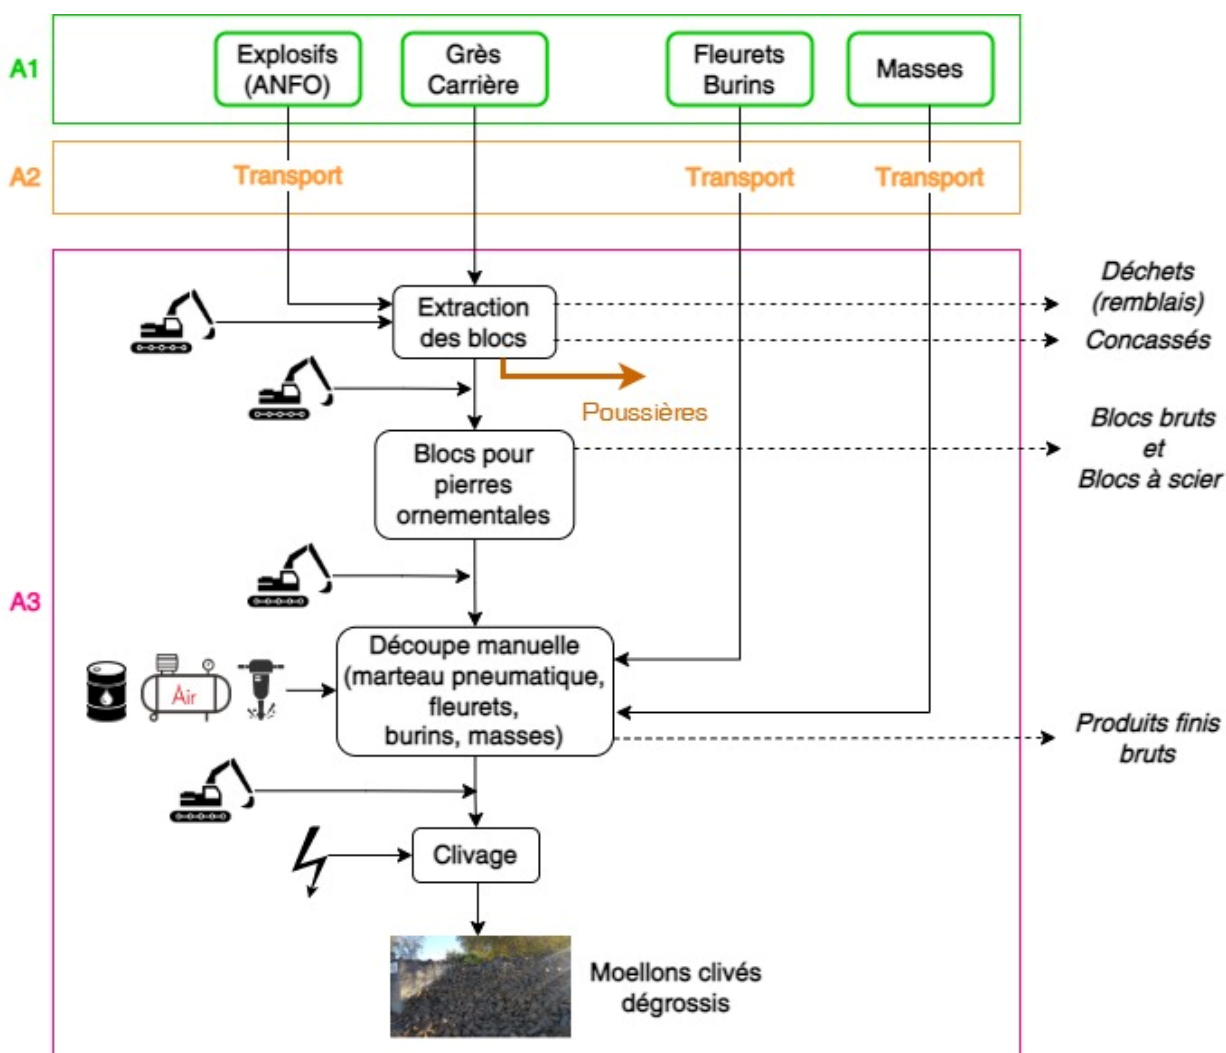 A1
Explosifs
(ANFO)
Grès
Carrière
Fleurets
Burins
Masses
A2
Transport
Transport
Transport
A3
Extraction
des blocs
Déchets
(remblais)
Concassés
Poussières
Blocs pour
pierres
ornementales
Blocs bruts
et
Blocs à scier
Découpe manuelle
(marteau pneumatique,
fleurets,
burins, masses)
Air
Produits finis
bruts
Clivage
Moellons clivés
dégrossis